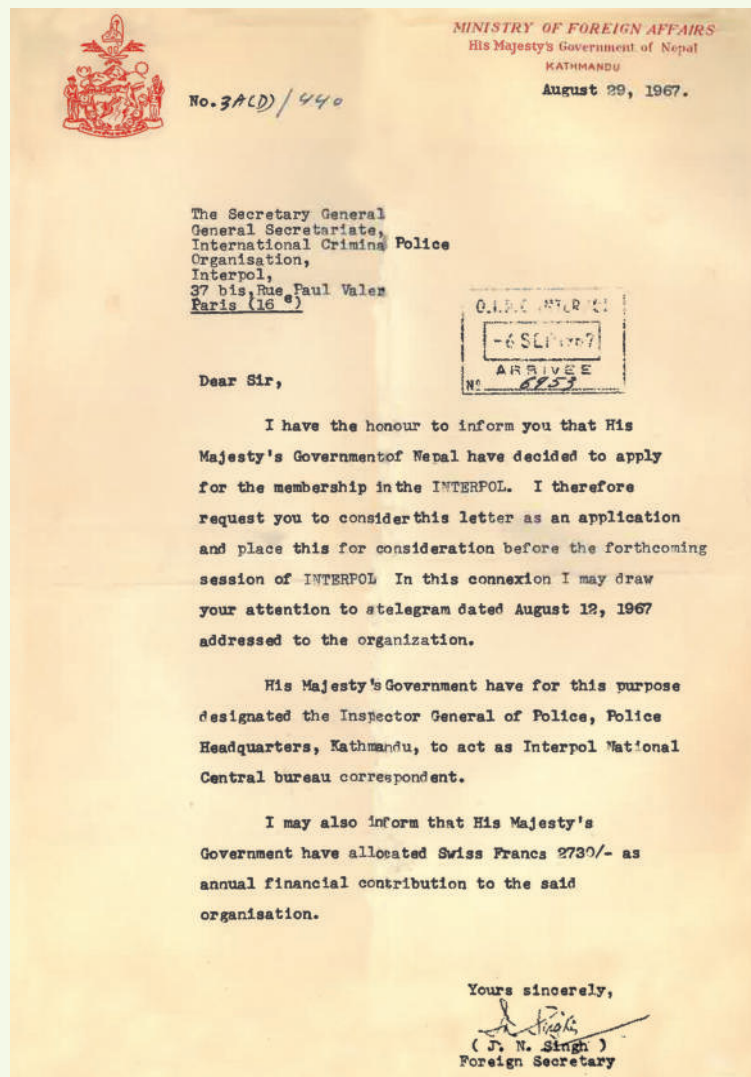 MINISTRY OF FOREIGN AFFAIRS
His Majesty's Government of Nepal
KATHMANDU
August 29, 1967.
No. 3A(D)/440
The Secretary General
General Secretariate,
International Criminal Police
Organisation,
Interpol,
37 bis,Rue Paul Valer
Paris (16 e)
-6 SEP 1967
ARRIVEE
No 6953
Dear Sir,
I have the honour to inform you that His
Majesty's Governmentof Nepal have decided to apply
for the membership inthe INTERPOL. I therefore
request you to considerthis letter as an application
and place this for consideration before the forthcoming
session of INTERPOL In this connexion I may draw
your attention to atelegram dated August 12, 1967
addressed to the organization.
His Majesty'sGovernment have for this purpose
designated the Inspector General of Police, Police
Headquarters, Kathmandu, to act as Interpol National
Central bureau correspondent.
I may also inform that His Majesty's
Government have allocated Swiss Francs 2730/- as
annual financial contribution to the said
organisation.
Yours sincerely,
( J. N. Singh )
Foreign Secretary